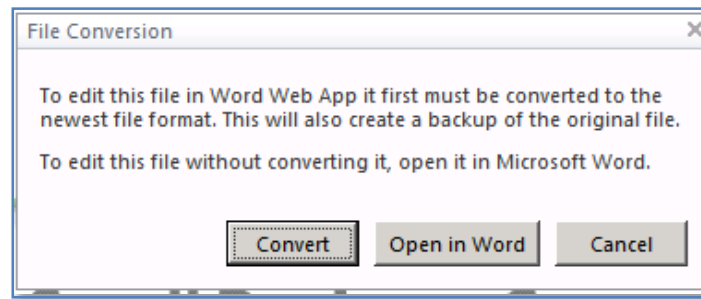 File Conversion
To edit this file in Word Web App it first must be converted to the
newest file format. This will also create a backup of the original file.
To edit this file without converting it, open it in Microsoft Word.
Convert Open in Word Cancel